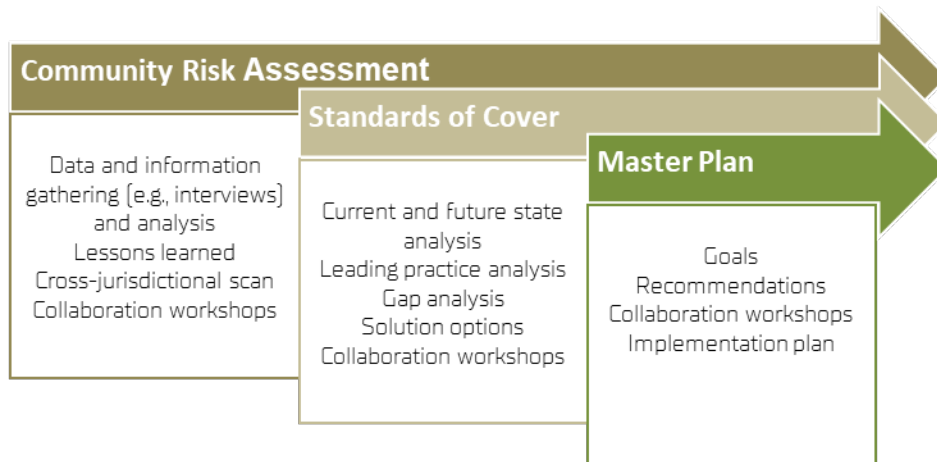 Community Risk Assessment
Data and information
gathering (e.g., interviews)
and analysis
Lessons learned
Cross-jurisdictional scan
Collaboration workshops
Standards of Cover
Current and future state
analysis
Leading practice analysis
Gap analysis
Solution options
Collaboration workshops
Master Plan
Goals
Recommendations
Collaboration workshops
Implementation plan